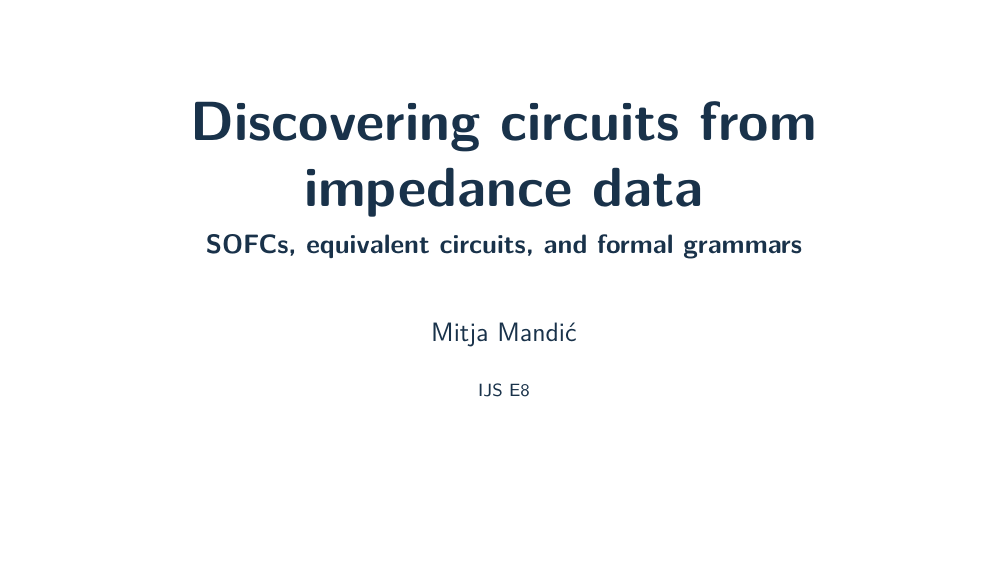 Discovering circuits from
impedance data
SOFCs, equivalent circuits, and formal grammars
Mitja Mandić
IJS E8